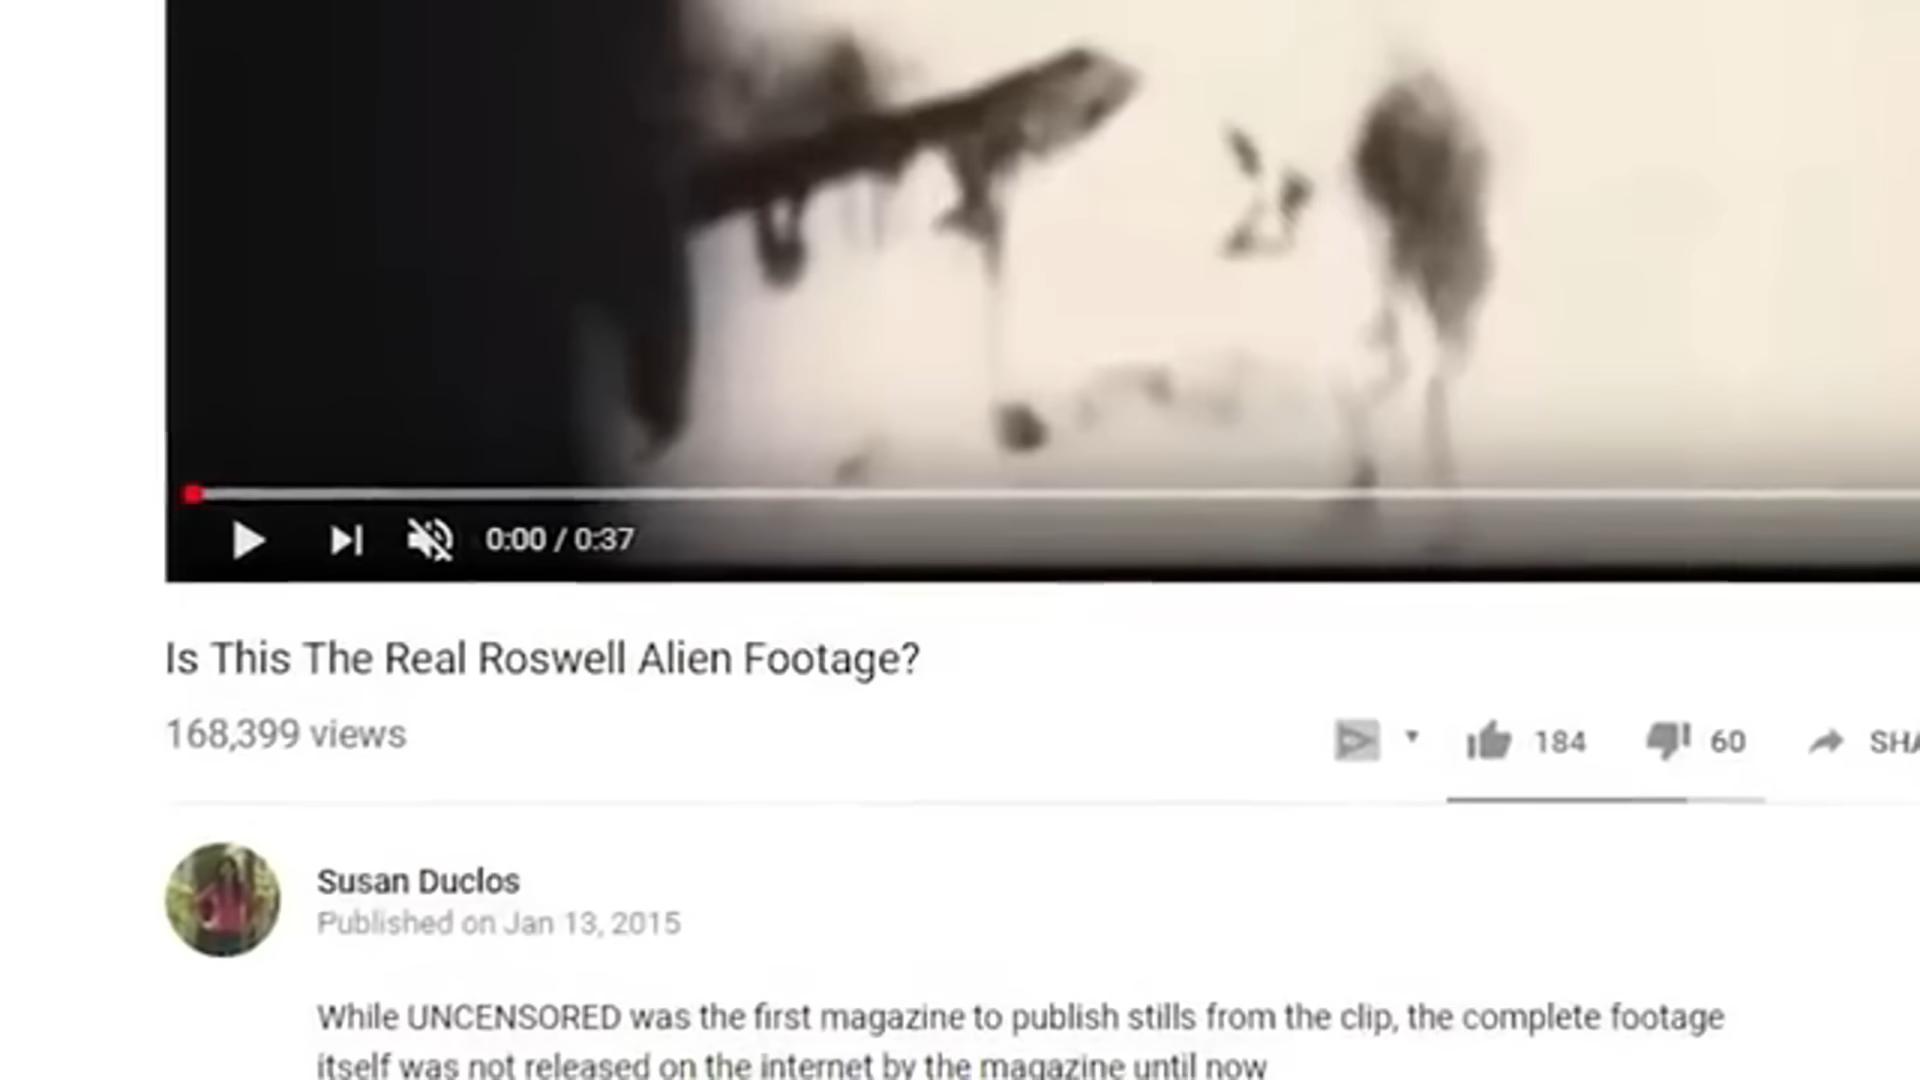 0:00 / 0:37
Is This The Real Roswell Alien Footage?
168,399 views
184 60 SHA
Susan Duclos
Published on Jan 13, 2015
While UNCENSORED was the first magazine to publish stills from the clip, the complete footage
itself was not released on the internet by the magazine until now